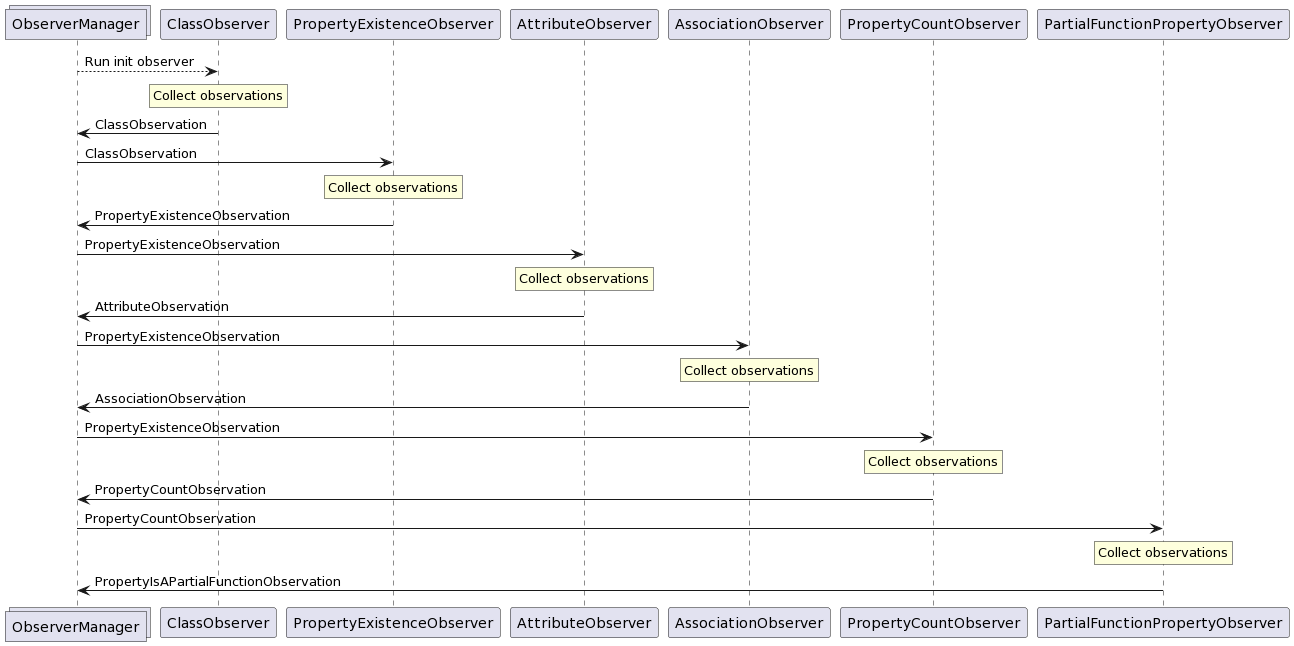 ObserverManager ClassObserver PropertyExistenceObserver AttributeObserver AssociationObserver PropertyCountObserver PartialFunctionPropertyObserver
Run init observer
Collect observations
ClassObservation
ClassObservation
Collect observations
PropertyExistenceObservation
PropertyExistenceObservation
Collect observations
AttributeObservation
PropertyExistenceObservation
Collect observations
AssociationObservation
PropertyExistenceObservation
Collect observations
PropertyCountObservation
PropertyCountObservation
Collect observations
PropertyIsAPartialFunctionObservation
ObserverManager ClassObserver PropertyExistenceObserver AttributeObserver AssociationObserver PropertyCountObserver PartialFunctionPropertyObserver